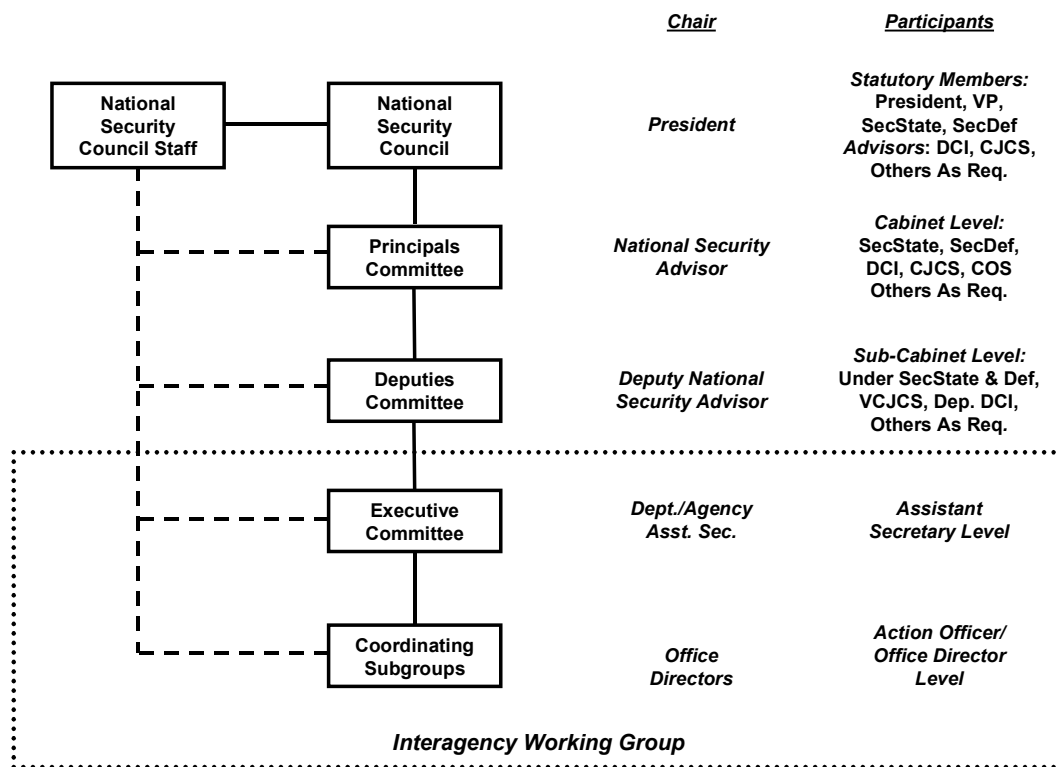 Chair
Participants
National
Security
Council Staff
National
Security
Council
President
Statutory Members:
President, VP,
SecState, SecDef
Advisors: DCI, CJCS,
Others As Req.
Principals
Committee
National Security
Advisor
Cabinet Level:
SecState, SecDef,
DCI, CJCS, COS
Others As Req.
Deputies
Committee
Deputy National
Security Advisor
Sub-Cabinet Level:
Under SecState & Def,
VCJCS, Dep. DCI,
Others As Req.
Executive
Committee
Dept./Agency
Asst. Sec.
Assistant
Secretary Level
Coordinating
Subgroups
Office
Directors
Action Officer/
Office Director
Level
Interagency Working Group